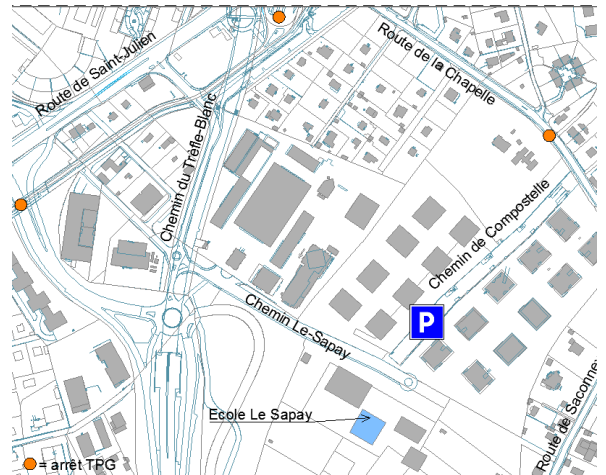 Route de Saint-Julien
Route de la Chapelle
Chemin du Trèfle-Blanc
Chemin de Compostelle
P
Chemin Le-Sapay
Ecole Le Sapay
Route de Saconnex
= arrêt TPG